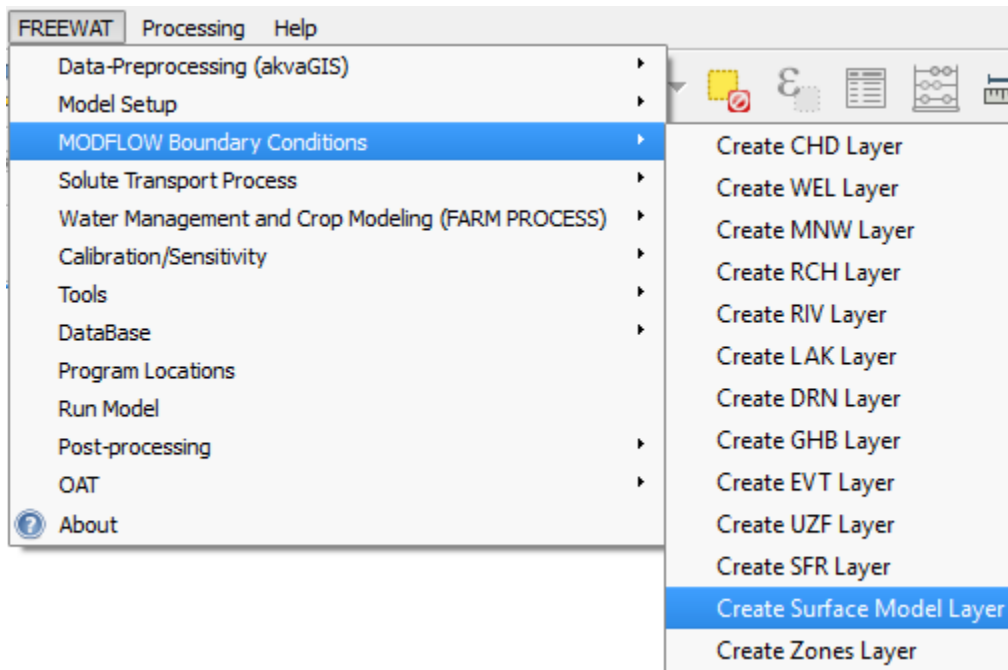 FREEWAT Processing Help
Data-Preprocessing (akvaGIS)
Model Setup
MODFLOW Boundary Conditions
Solute Transport Process
Water Management and Crop Modeling (FARM PROCESS)
Calibration/Sensitivity
Tools
DataBase
Program Locations
Run Model
Post-processing
OAT
About
Create CHD Layer
Create WEL Layer
Create MNW Layer
Create RCH Layer
Create RIV Layer
Create LAK Layer
Create DRN Layer
Create GHB Layer
Create EVT Layer
Create UZF Layer
Create SFR Layer
Create Surface Model Layer
Create Zones Layer